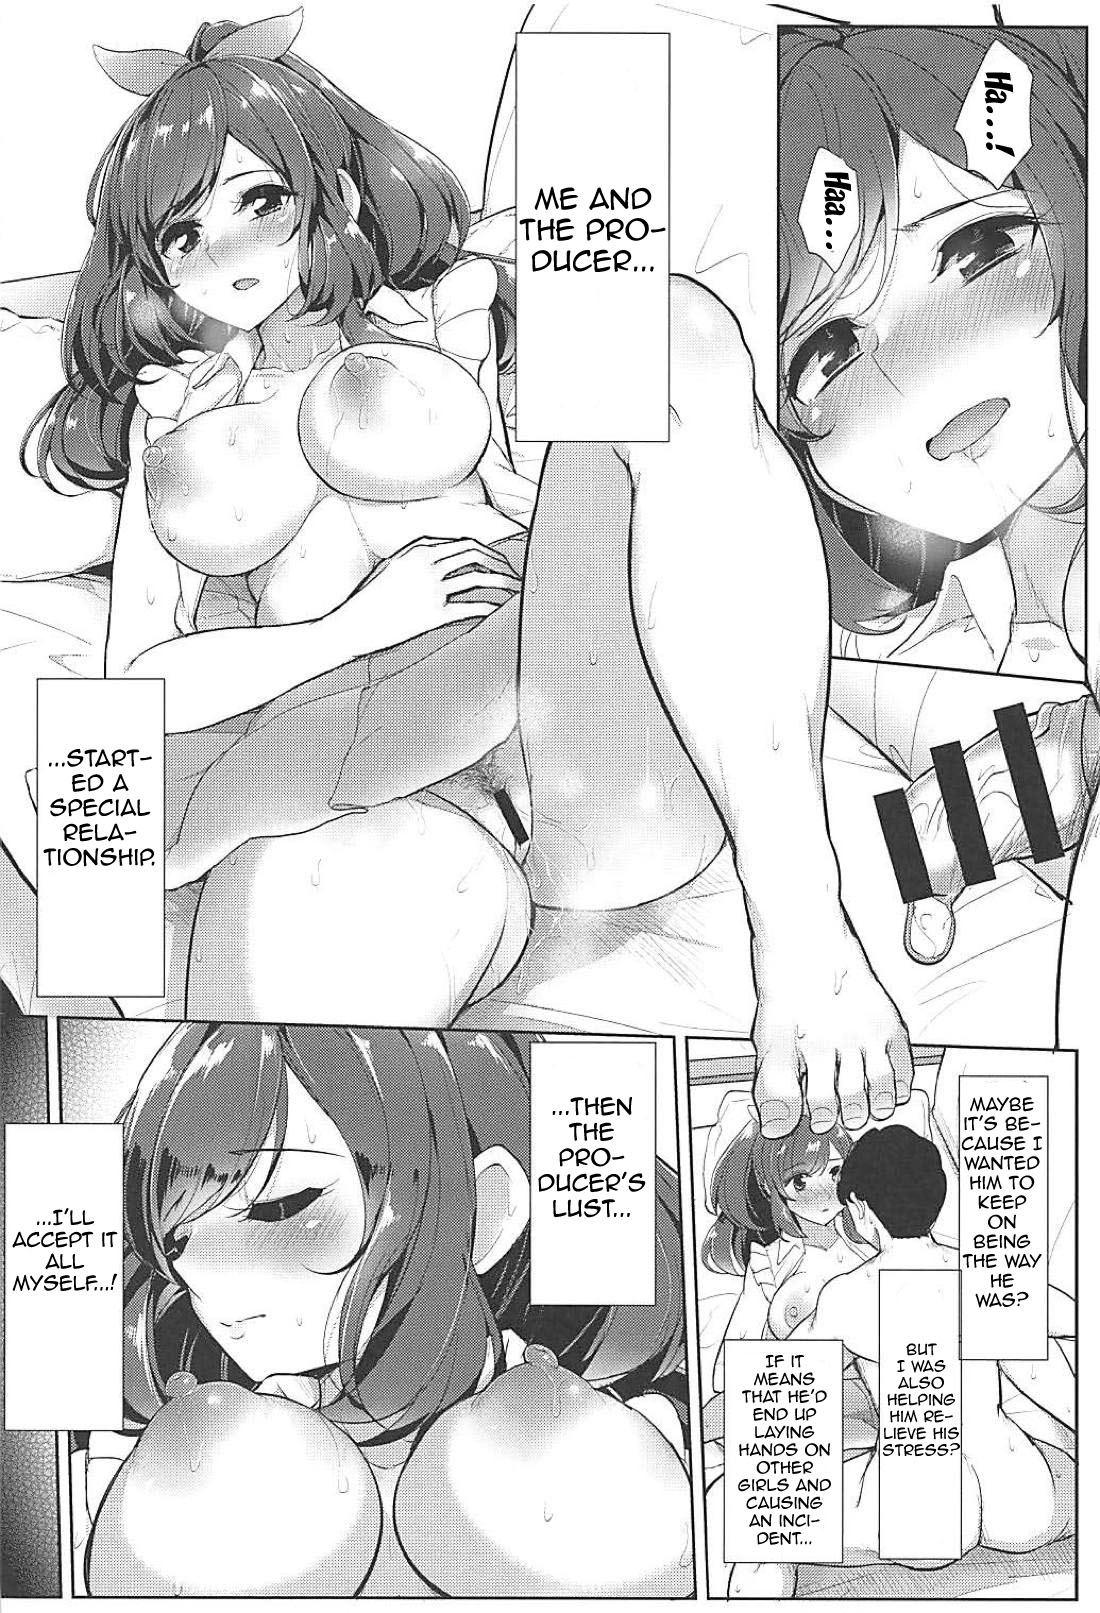 Ha...!
Haa...
ME AND
THE PRO-
DUCER...
...START-
ED A
SPECIAL
RELA-
TIONSHIP.
MAYBE
IT'S BE-
CAUSE I
WANTED
HIM TO
KEEP
ON
BEING
THE WAY
HE
WAS?
BUT
I WAS
ALSO
HELPING
HIM RE-
LIEVE HIS
STRESS?
IF IT
MEANS
THAT HE'D
END UP
LAYING
HANDS ON
OTHER
GIRLS AND
CAUSING
AN INCI-
DENT...
...THEN
THE
PRO-
DUCER'S
LUST...
...I'LL
ACCEPT IT
ALL
MYSELF...!